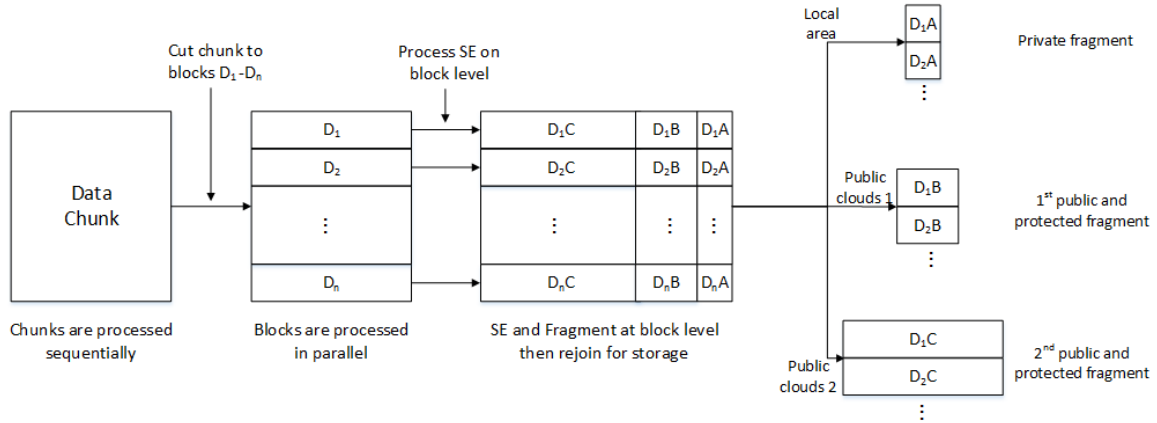 Cut chunk to
blocks D₁-Dₙ
Process SE on
block level
Data
Chunk
D₁
D₂
⋮
Dₙ
D₁C D₁B D₁A
D₂C D₂B D₂A
⋮ ⋮ ⋮
DₙC DₙB DₙA
Chunks are processed
sequentially
Blocks are processed
in parallel
SE and Fragment at block level
then rejoin for storage
Local
area
D₁A
D₂A
⋮
Private fragment
Public
clouds 1
D₁B
D₂B
⋮
1st public and
protected fragment
Public
clouds 2
D₁C
D₂C
⋮
2nd public and
protected fragment